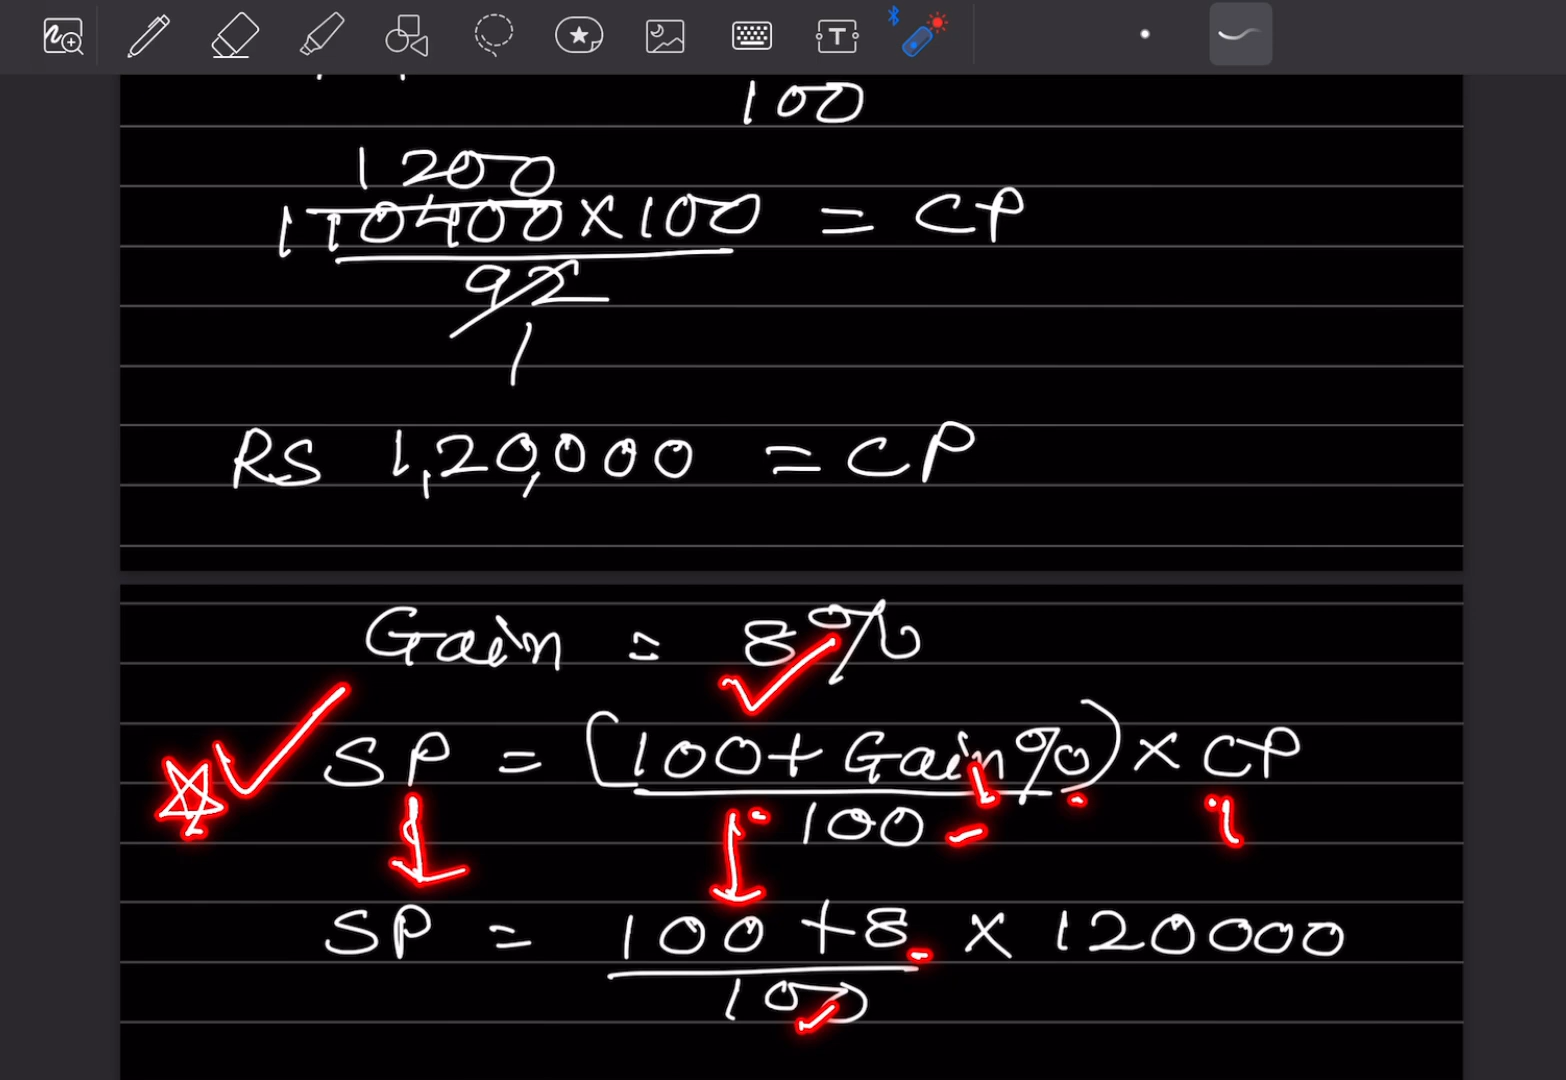 100
1200
110400 X 100 = CP
92
1
RS 1,20,000 = CP
Gain = 8%
SP = (100 + Gain%) X CP
100
SP = 100 + 8 X 120000
100